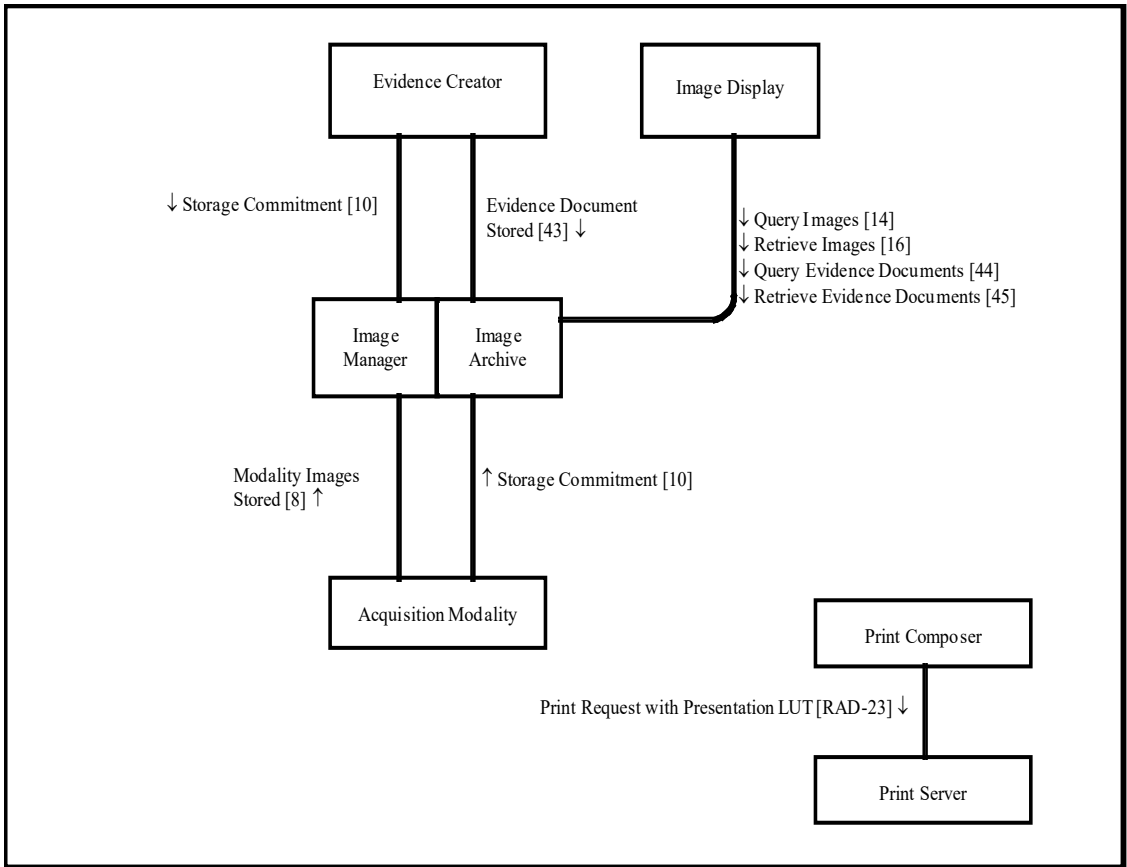 Evidence Creator
Image Display
↓ Storage Commitment [10]
Evidence Document
Stored [43] ↓
↓ Query Images [14]
↓ Retrieve Images [16]
↓ Query Evidence Documents [44]
↓ Retrieve Evidence Documents [45]
Image
Manager
Image
Archive
Modality Images
Stored [8] ↑
↑ Storage Commitment [10]
Acquisition Modality
Print Composer
Print Request with Presentation LUT [RAD-23] ↓
Print Server